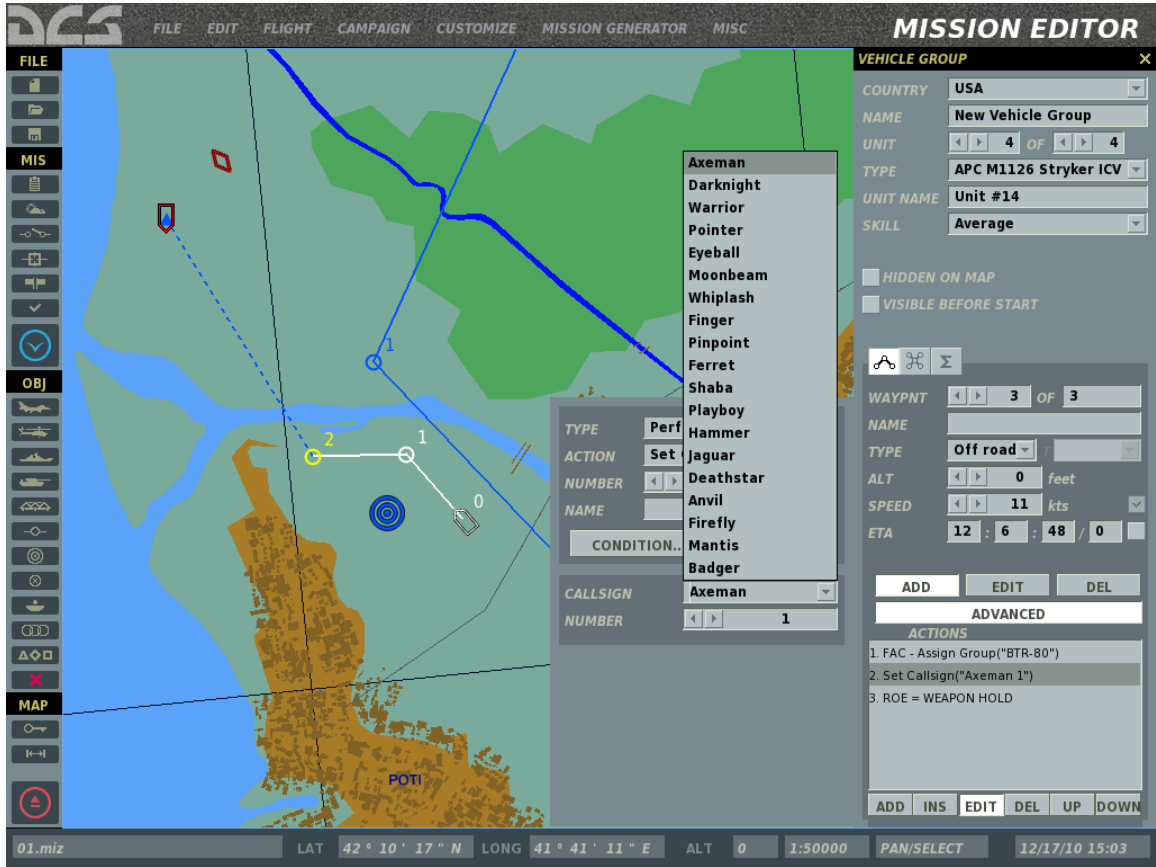 DCS
FILE EDIT FLIGHT CAMPAIGN CUSTOMIZE MISSION GENERATOR MISC
MISSION EDITOR
FILE
MIS
OBJ
MAP
1
2
1
0
POTI
TYPE Perf
ACTION Set
NUMBER
NAME
CONDITION..
CALLSIGN Axeman
NUMBER 1
Axeman
Darknight
Warrior
Pointer
Eyeball
Moonbeam
Whiplash
Finger
Pinpoint
Ferret
Shaba
Playboy
Hammer
Jaguar
Deathstar
Anvil
Firefly
Mantis
Badger
VEHICLE GROUP X
COUNTRY USA
NAME New Vehicle Group
UNIT 4 OF 4
TYPE APC M1126 Stryker ICV
UNIT NAME Unit #14
SKILL Average
HIDDEN ON MAP
VISIBLE BEFORE START
Σ
WAYPNT 3 OF 3
NAME
TYPE Off road T
ALT 0 feet
SPEED 11 kts
ETA 12 : 6 : 48 / 0
ADD EDIT DEL
ADVANCED
ACTIONS
1. FAC - Assign Group("BTR-80")
2. Set Callsign("Axeman 1")
3. ROE = WEAPON HOLD
ADD INS EDIT DEL UP DOWN
01.miz LAT 42 ° 10 ' 17 " N LONG 41 ° 41 ' 11 " E ALT 0 1:50000 PAN/SELECT 12/17/10 15:03